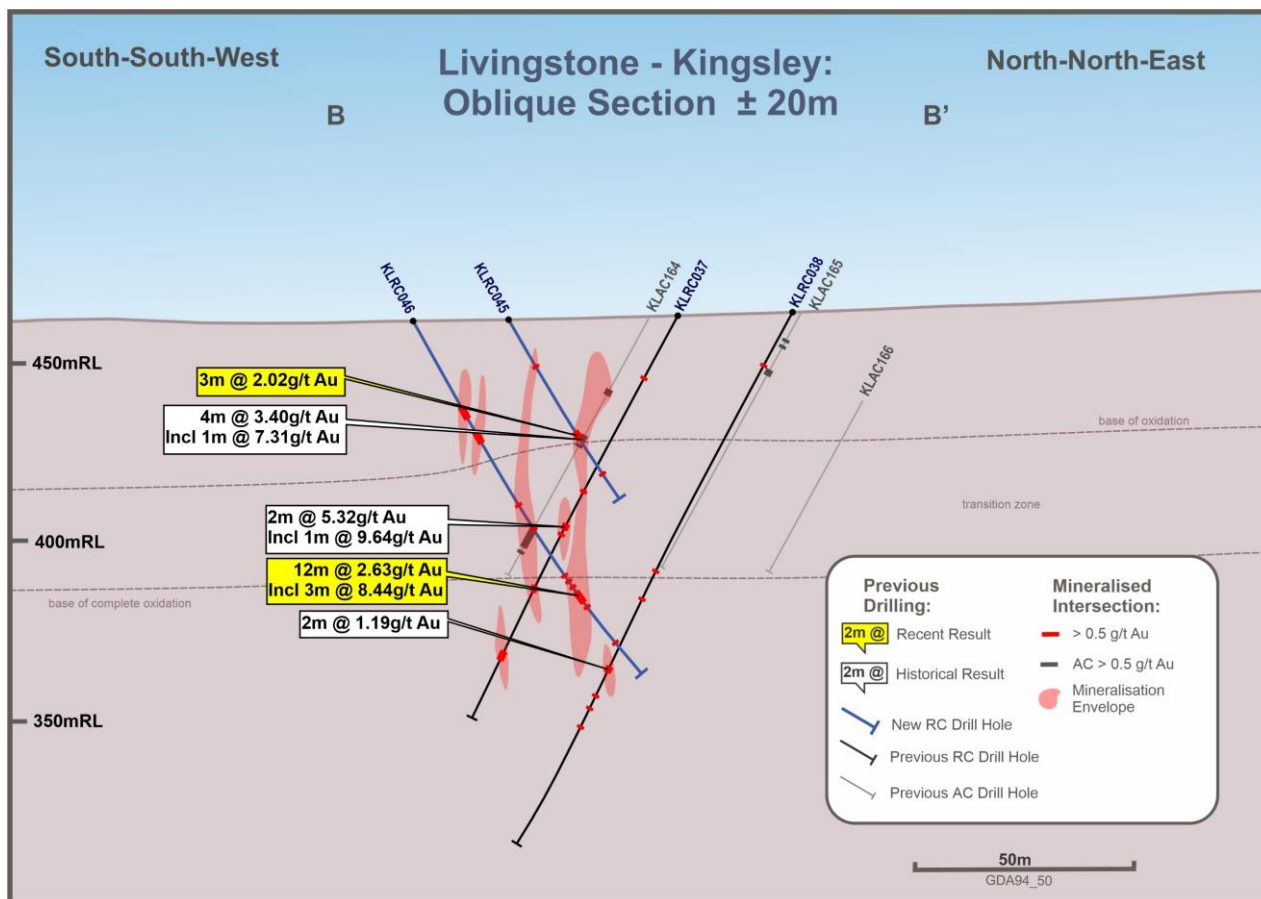 South-South-West
Livingstone - Kingsley:
Oblique Section ± 20m
North-North-East
B
B’
KLRC046
KLRC045
KLAC164
KLRC037
KLRC038
KLAC165
KLAC166
450mRL
400mRL
350mRL
3m @ 2.02g/t Au
4m @ 3.40g/t Au
Incl 1m @ 7.31g/t Au
2m @ 5.32g/t Au
Incl 1m @ 9.64g/t Au
12m @ 2.63g/t Au
Incl 3m @ 8.44g/t Au
2m @ 1.19g/t Au
base of oxidation
transition zone
base of complete oxidation
Previous
Drilling:
2m @ Recent Result
2m @ Historical Result
New RC Drill Hole
Previous RC Drill Hole
Previous AC Drill Hole
Mineralised
Intersection:
> 0.5 g/t Au
AC > 0.5 g/t Au
Mineralisation
Envelope
50m
GDA94_50